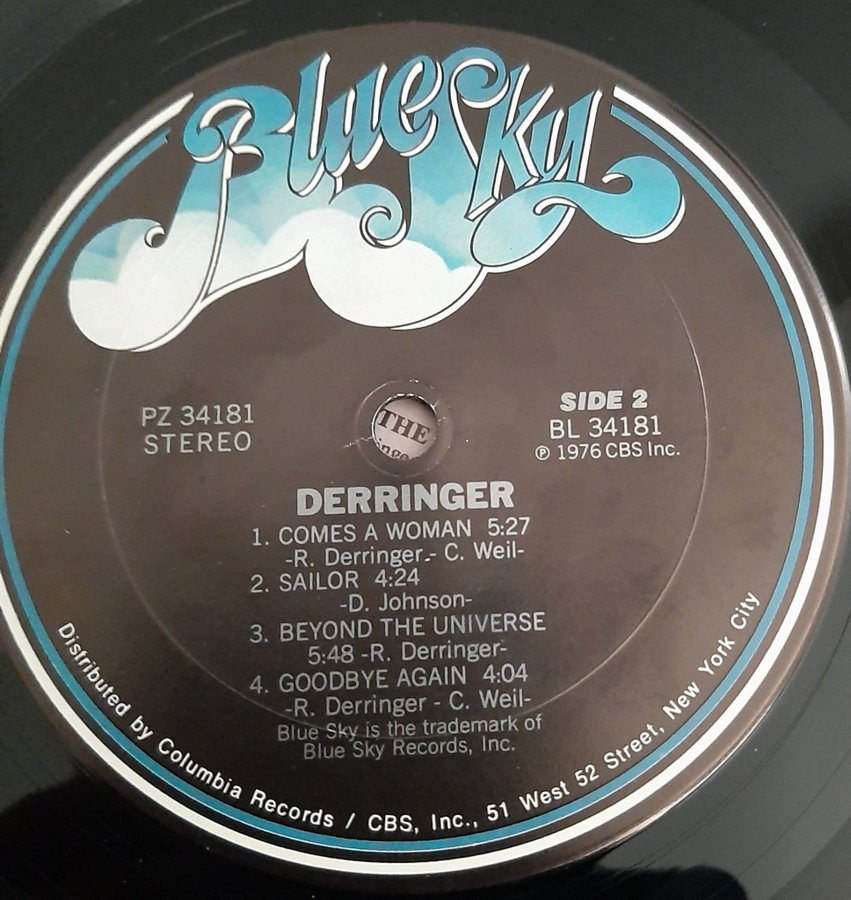 Blue Sky
PZ 34181
STEREO
SIDE 2
BL 34181
℗ 1976 CBS Inc.
THE
DERRINGER
1. COMES A WOMAN 5:27
-R. Derringer.- C. Weil-
2. SAILOR 4:24
-D. Johnson-
3. BEYOND THE UNIVERSE
5:48 -R. Derringer-
4. GOODBYE AGAIN 4:04
-R. Derringer - C. Weil-
Blue Sky is the trademark of
Blue Sky Records, Inc.
Distributed by Columbia Records / CBS, Inc., 51 West 52 Street, New York City